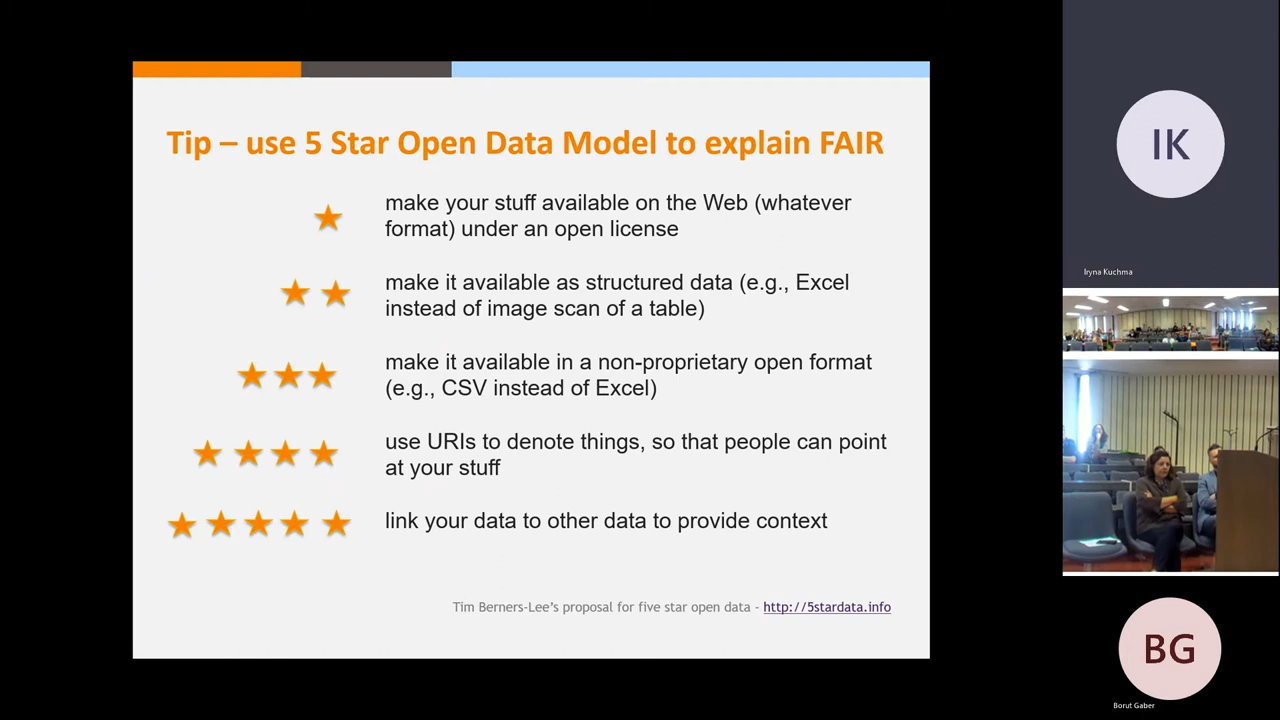 Tip – use 5 Star Open Data Model to explain FAIR
make your stuff available on the Web (whatever
format) under an open license
make it available as structured data (e.g., Excel
instead of image scan of a table)
make it available in a non-proprietary open format
(e.g., CSV instead of Excel)
use URIs to denote things, so that people can point
at your stuff
link your data to other data to provide context
Tim Berners-Lee’s proposal for five star open data - http://5stardata.info
IK
Iryna Kuchma
BG
Borut Gaber